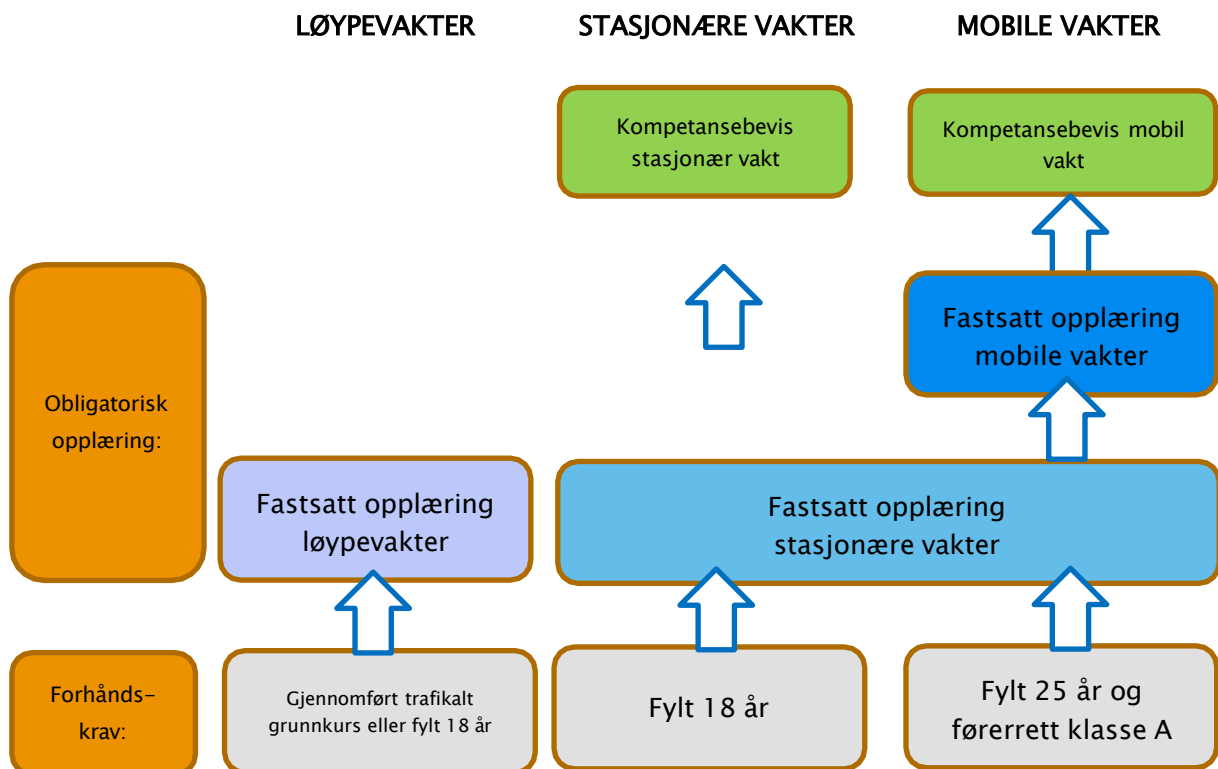 LØYPEVAKTER
STASJONÆRE VAKTER
MOBILE VAKTER
Kompetansebevis
stasjonær vakt
Kompetansebevis mobil
vakt
Obligatorisk
opplæring:
Fastsatt opplæring
mobile vakter
Fastsatt opplæring
løypevakter
Fastsatt opplæring
stasjonære vakter
Forhånds-
krav:
Gjennomført trafikalt
grunnkurs eller fylt 18 år
Fylt 18 år
Fylt 25 år og
førerrett klasse A